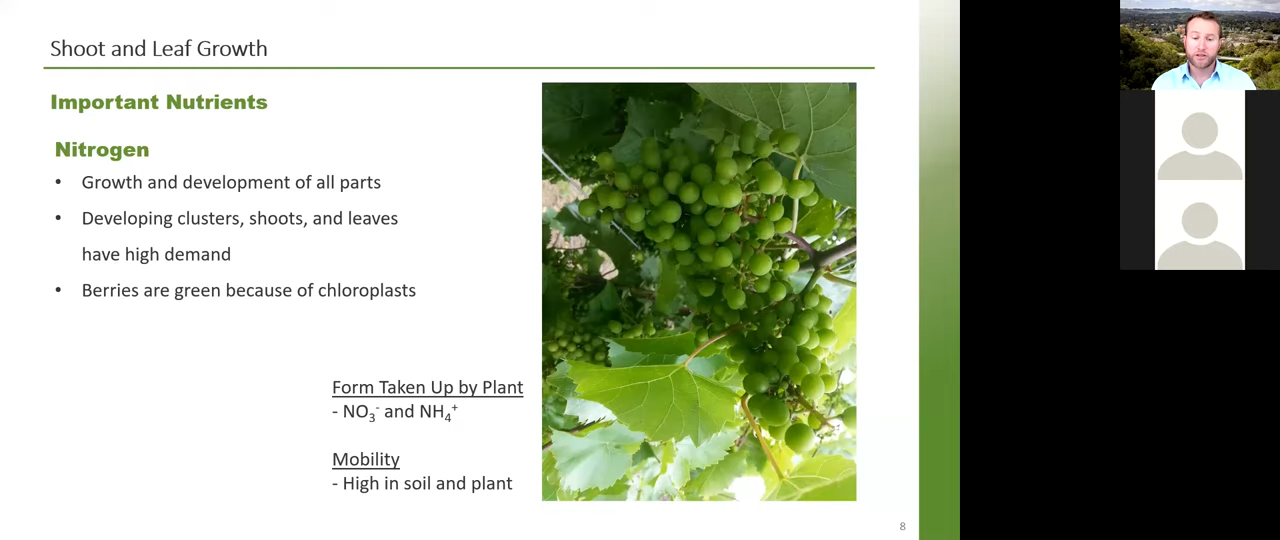 Shoot and Leaf Growth
Important Nutrients
Nitrogen
• Growth and development of all parts
• Developing clusters, shoots, and leaves
have high demand
• Berries are green because of chloroplasts
Form Taken Up by Plant
- NO3- and NH4+
Mobility
- High in soil and plant
8